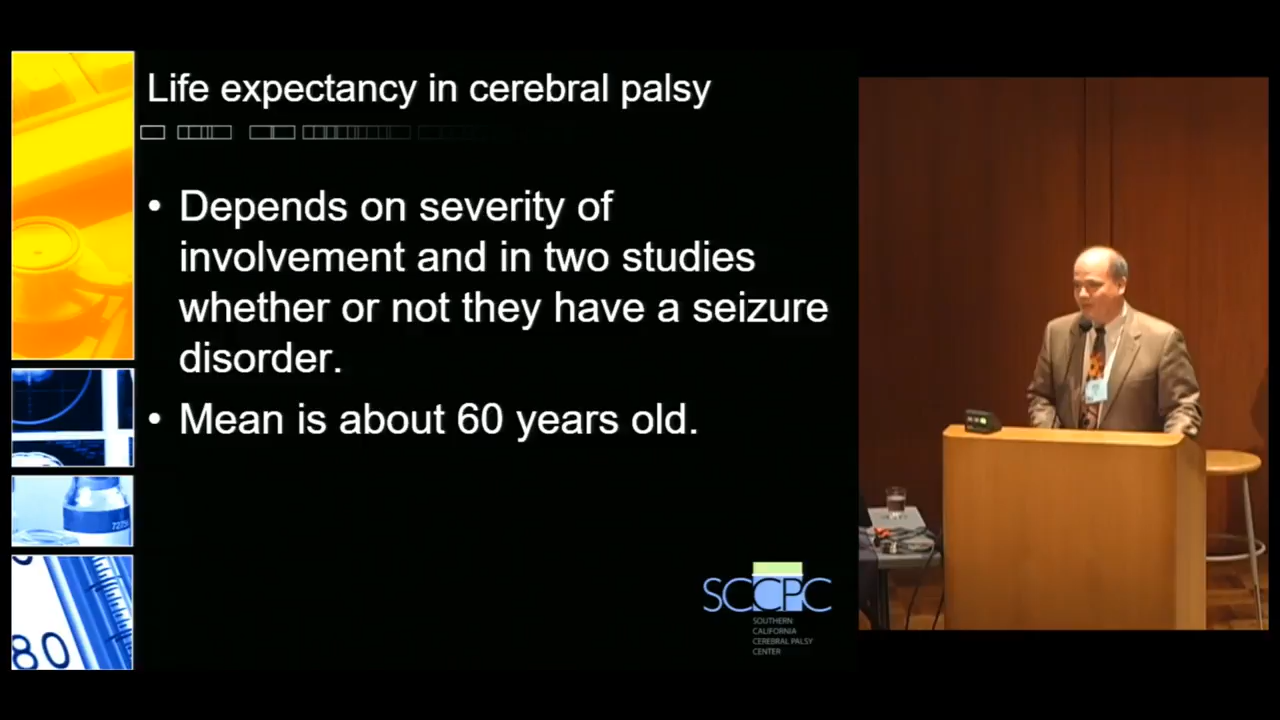 Life expectancy in cerebral palsy
• Depends on severity of
involvement and in two studies
whether or not they have a seizure
disorder.
• Mean is about 60 years old.
SCCPC
SOUTHERN
CALIFORNIA
CEREBRAL PALSY
CENTER
80